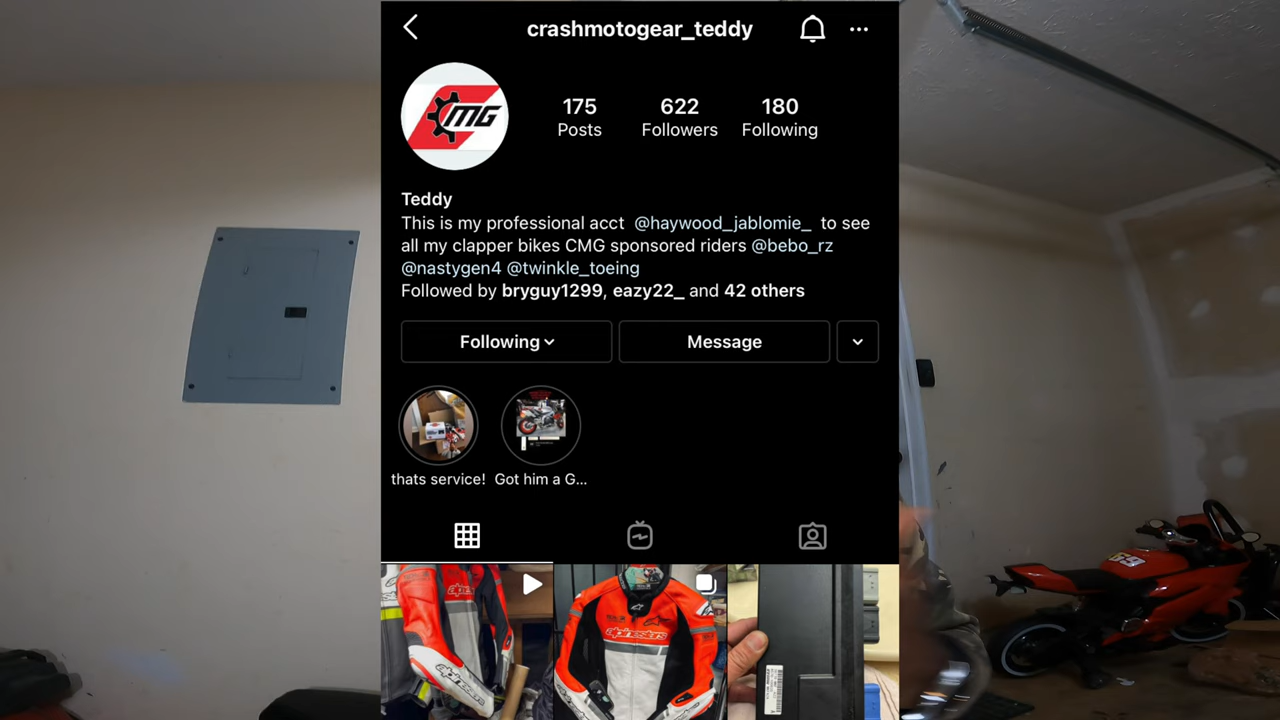 crashmotogear_teddy
CMG
175
Posts
622
Followers
180
Following
Teddy
This is my professional acct @haywood_jablomie_ to see
all my clapper bikes CMG sponsored riders @bebo_rz
@nastygen4 @twinkle_toeing
Followed by bryguy1299, eazy22_ and 42 others
Following
Message
thats service!
Got him a G...
alpinestars
alpinestars